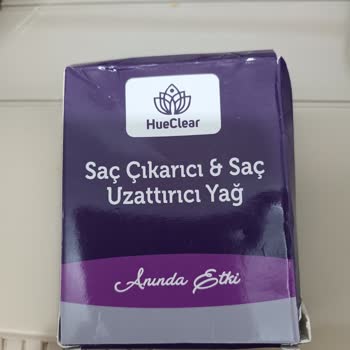 HueClear
Saç Çıkarıcı & Saç
Uzattırıcı Yağ
Anında Etki